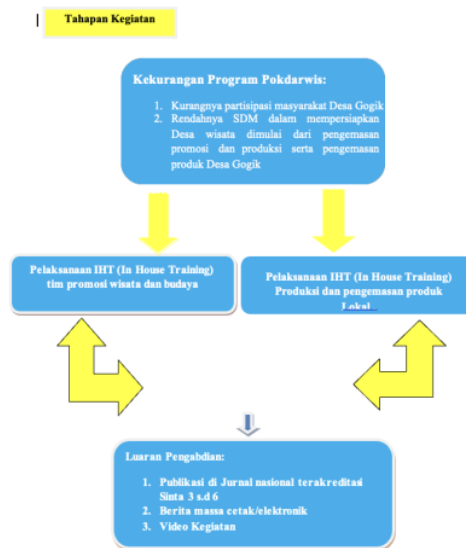 Tahapan Kegiatan
Kekurangan Program Pokdarwis:
1. Kurangnya partisipasi masyarakat Desa Gogik
2. Rendahnya SDM dalam mempersiapkan
Desa wisata dimulai dari pengemasan
promosi dan produksi serta pengemasan
produk Desa Gogik
Pelaksanaan IHT (In House Training)
tim promosi wisata dan budaya
Pelaksanaan IHT (In House Training)
Produksi dan pengemasan produk
Lokal
Luaran Pengabdian:
1. Publikasi di Jurnal nasional terakreditasi
Sinta 3 s.d 6
2. Berita massa cetak/elektronik
3. Video Kegiatan